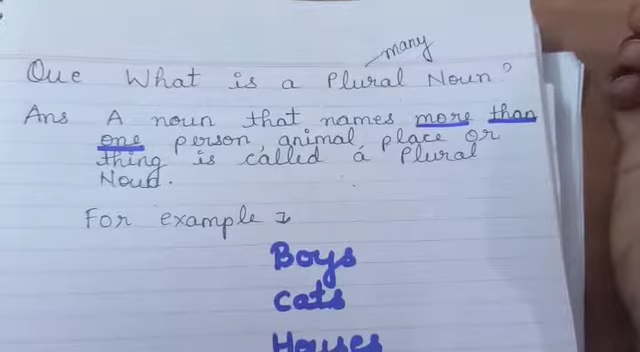 many
Que What is a Plural Noun?
Ans A noun that names more than
one person, animal, place or
thing is called a Plural
Noud.
For example
Boys
Cats
Houses